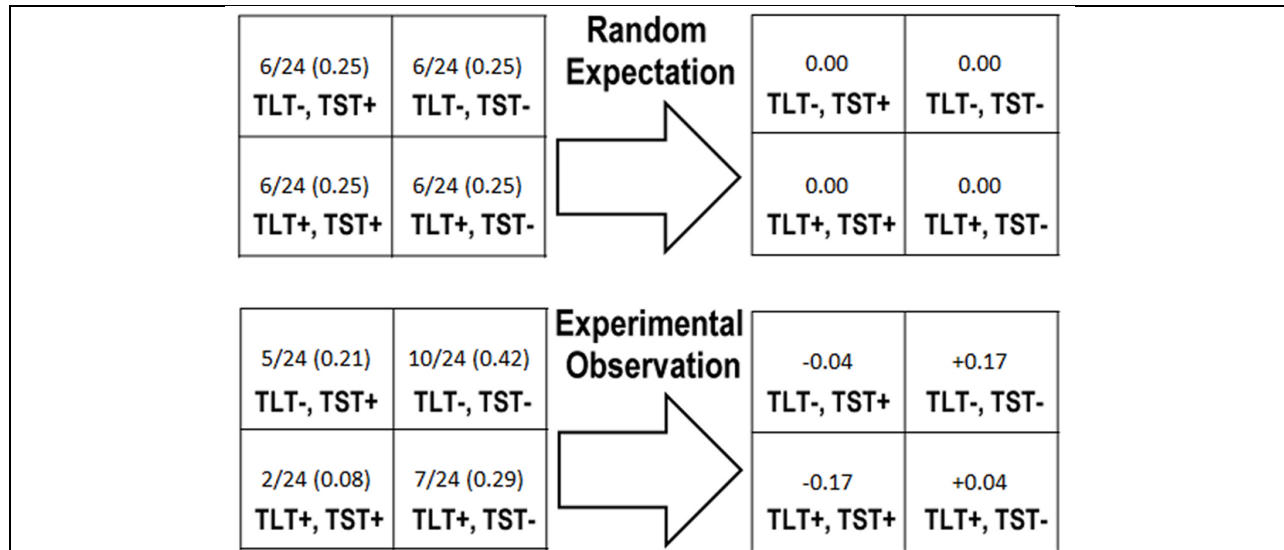 6/24 (0.25) 6/24 (0.25)
TLT-, TST+ TLT-, TST-
6/24 (0.25) 6/24 (0.25)
TLT+, TST+ TLT+, TST-
Random
Expectation
0.00 0.00
TLT-, TST+ TLT-, TST-
0.00 0.00
TLT+, TST+ TLT+, TST-
5/24 (0.21) 10/24 (0.42)
TLT-, TST+ TLT-, TST-
2/24 (0.08) 7/24 (0.29)
TLT+, TST+ TLT+, TST-
Experimental
Observation
-0.04 +0.17
TLT-, TST+ TLT-, TST-
-0.17 +0.04
TLT+, TST+ TLT+, TST-